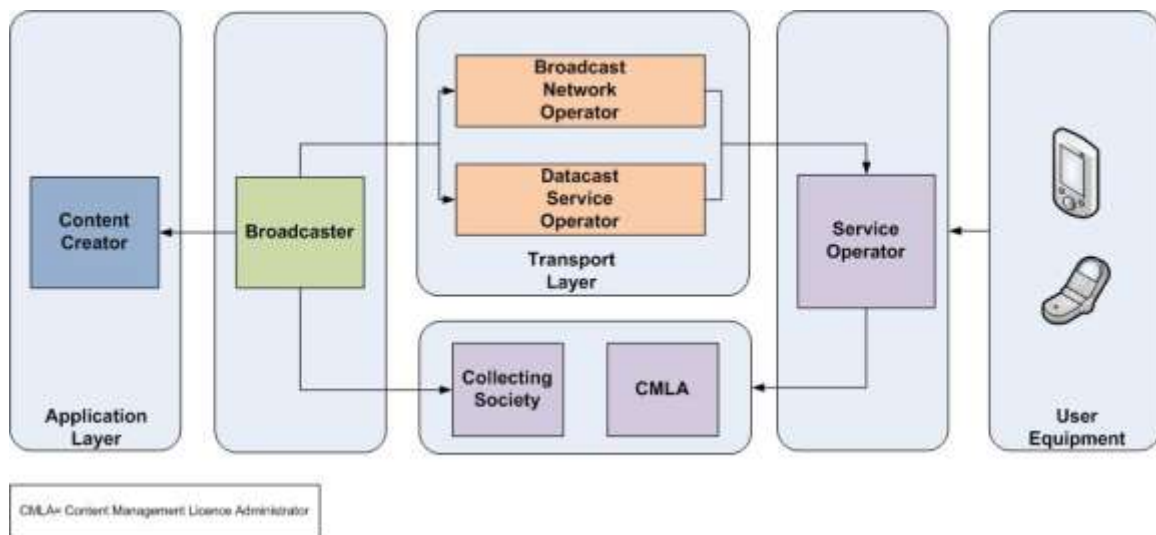 Broadcast
Network
Operator
Datacast
Service
Operator
Transport
Layer
Content
Creator
Broadcaster
Service
Operator
Collecting
Society
CMLA
Application
Layer
User
Equipment
CMLA= Content Management Licence Administrator